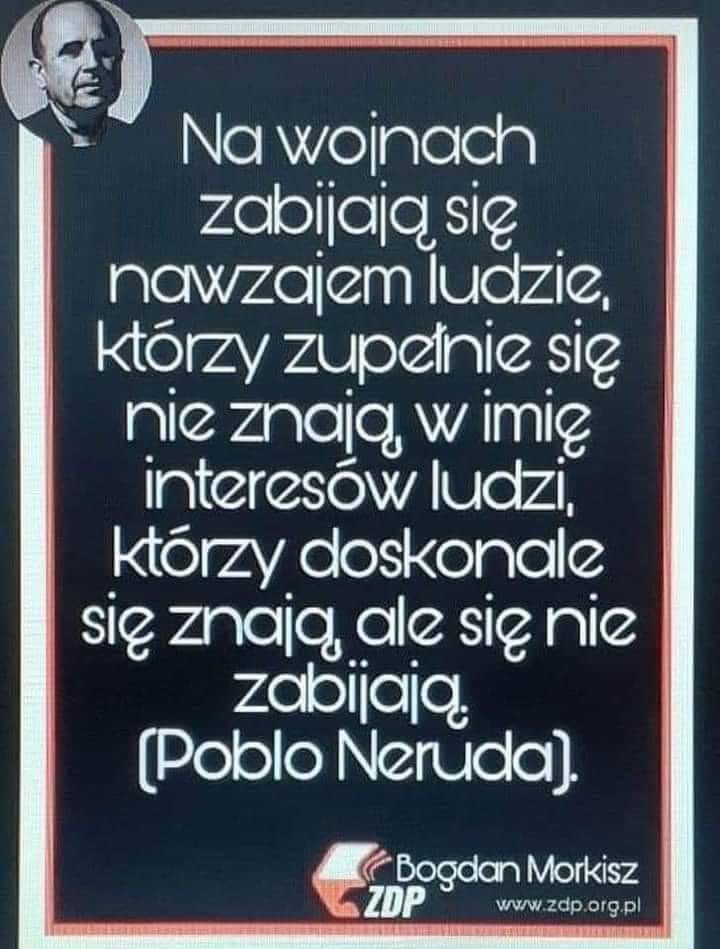 Na wojnach
zabijają się
nawzajem ludzie,
którzy zupełnie się
nie znają, w imię
interesów ludzi,
którzy doskonale
się znają, ale się nie
zabijają.
(Poblo Neruda).
Bogdan Morkisz
ZDP
www.zdp.org.pl